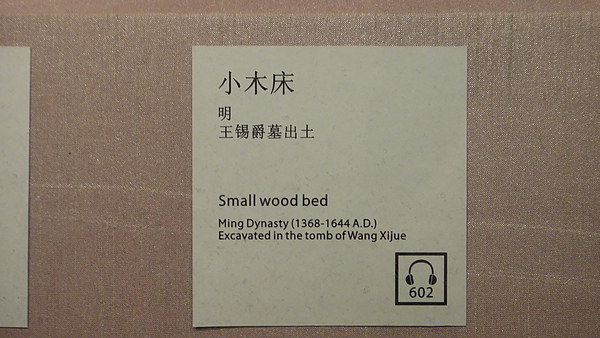 小木床
明
王锡爵墓出土
Small wood bed
Ming Dynasty (1368-1644 A.D.)
Excavated in the tomb of Wang Xijue
602